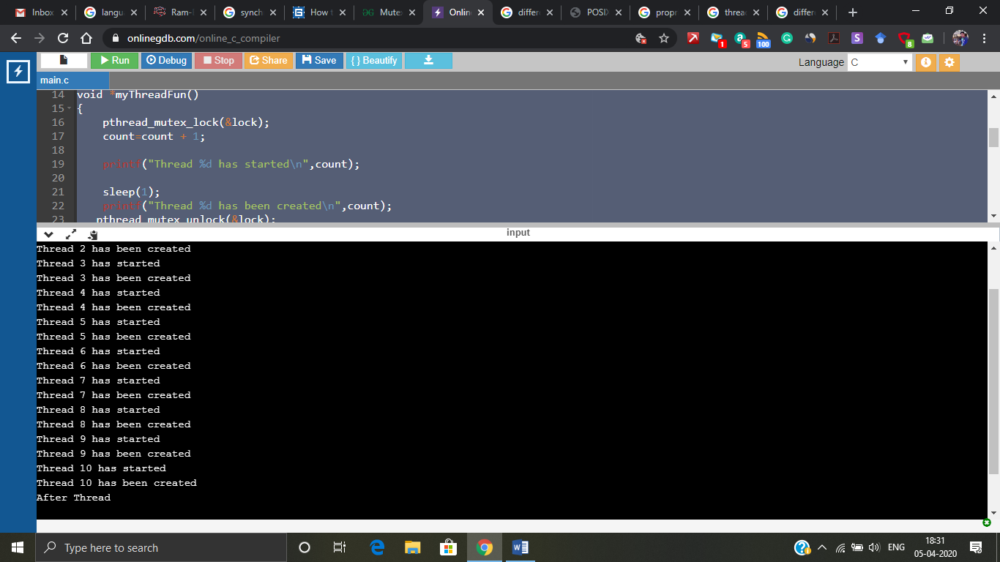 Inbox
langu
Ram-
synch
How t
Mute
Onlin
differ
POSI
propr
threa
differ
onlinegdb.com/online_c_compiler
1
5
100
8
Run
Debug
Stop
Share
Save
{ } Beautify
Language C
main.c
14 void *myThreadFun()
15 {
16 pthread_mutex_lock(&lock);
17 count=count + 1;
18
19 printf("Thread %d has started\n",count);
20
21 sleep(1);
22 printf("Thread %d has been created\n",count);
23 pthread_mutex_unlock(&lock);
input
Thread 2 has been created
Thread 3 has started
Thread 3 has been created
Thread 4 has started
Thread 4 has been created
Thread 5 has started
Thread 5 has been created
Thread 6 has started
Thread 6 has been created
Thread 7 has started
Thread 7 has been created
Thread 8 has started
Thread 8 has been created
Thread 9 has started
Thread 9 has been created
Thread 10 has started
Thread 10 has been created
After Thread
Type here to search
ENG
18:31
05-04-2020